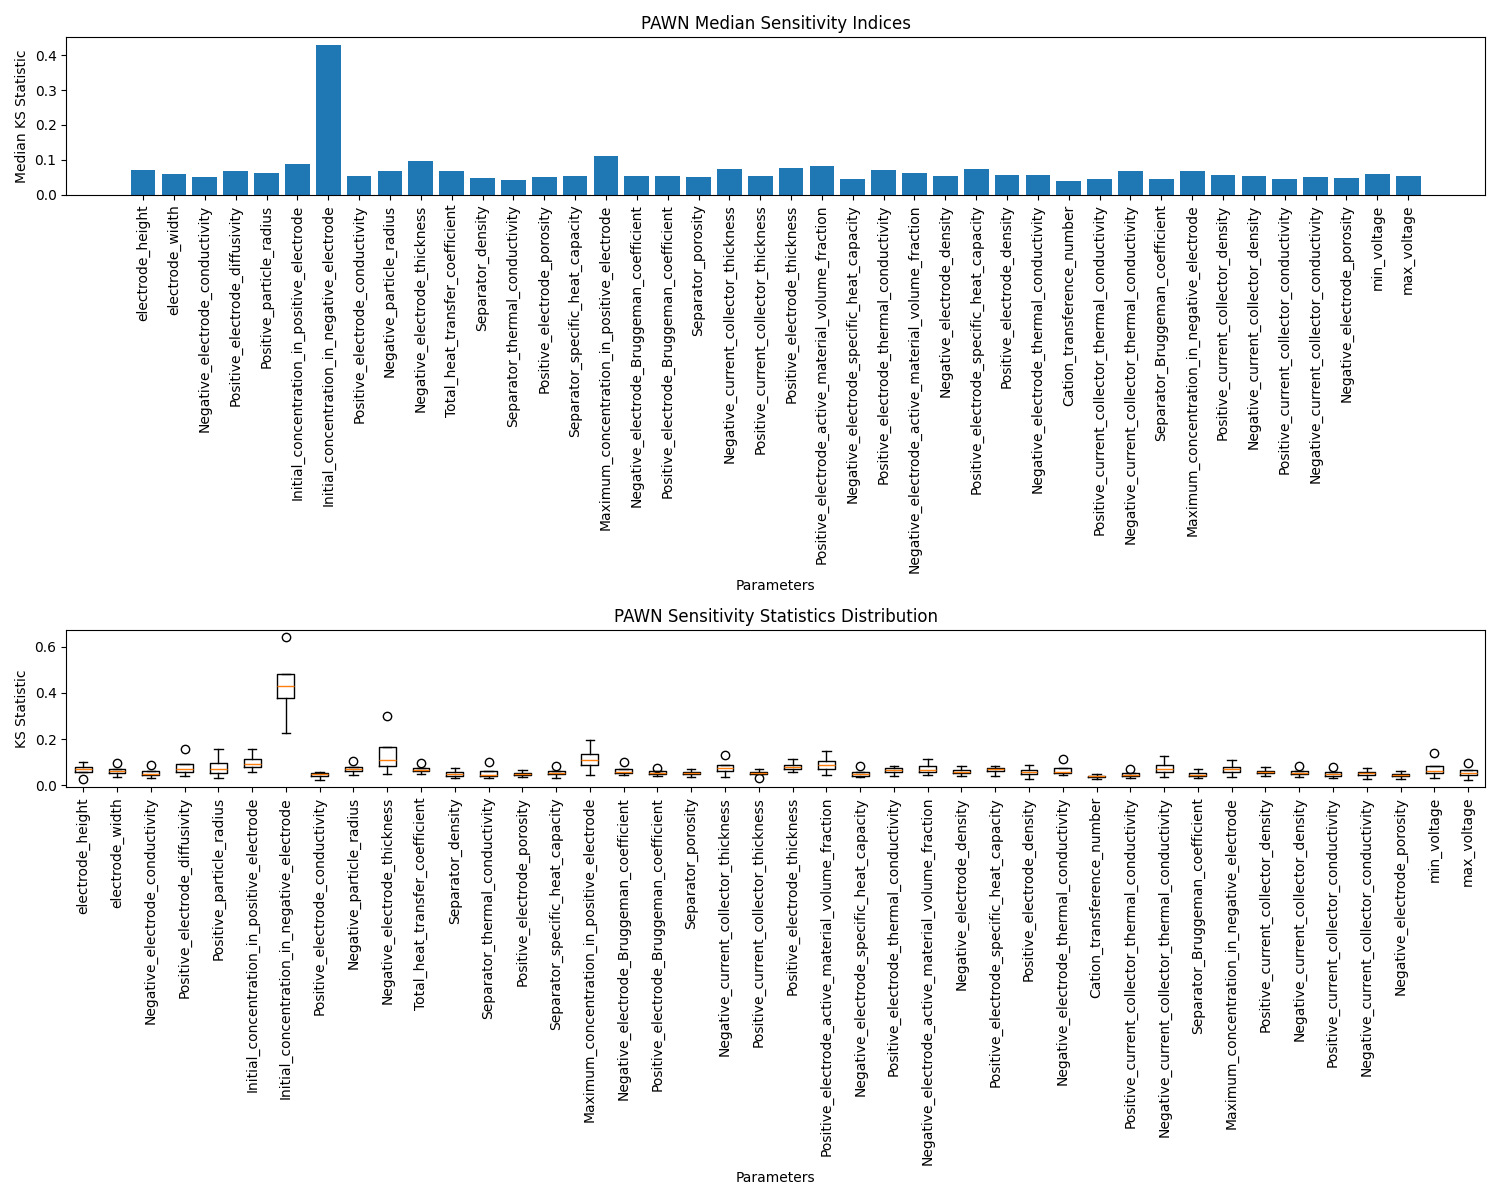 PAWN Median Sensitivity Indices
Median KS Statistic
0.4
0.3
0.2
0.1
0.0
electrode_height
electrode_width
Negative_electrode_conductivity
Positive_electrode_diffusivity
Positive_particle_radius
Initial_concentration_in_positive_electrode
Initial_concentration_in_negative_electrode
Positive_electrode_conductivity
Negative_particle_radius
Negative_electrode_thickness
Total_heat_transfer_coefficient
Separator_density
Separator_thermal_conductivity
Positive_electrode_porosity
Separator_specific_heat_capacity
Maximum_concentration_in_positive_electrode
Negative_electrode_Bruggeman_coefficient
Positive_electrode_Bruggeman_coefficient
Separator_porosity
Negative_current_collector_thickness
Positive_current_collector_thickness
Positive_electrode_thickness
Positive_electrode_active_material_volume_fraction
Negative_electrode_specific_heat_capacity
Positive_electrode_thermal_conductivity
Negative_electrode_active_material_volume_fraction
Negative_electrode_density
Positive_electrode_specific_heat_capacity
Positive_electrode_density
Negative_electrode_thermal_conductivity
Cation_transference_number
Positive_current_collector_thermal_conductivity
Negative_current_collector_thermal_conductivity
Separator_Bruggeman_coefficient
Maximum_concentration_in_negative_electrode
Positive_current_collector_density
Negative_current_collector_density
Positive_current_collector_conductivity
Negative_current_collector_conductivity
Negative_electrode_porosity
min_voltage
max_voltage
Parameters
PAWN Sensitivity Statistics Distribution
KS Statistic
0.6
0.4
0.2
0.0
electrode_height
electrode_width
Negative_electrode_conductivity
Positive_electrode_diffusivity
Positive_particle_radius
Initial_concentration_in_positive_electrode
Initial_concentration_in_negative_electrode
Positive_electrode_conductivity
Negative_particle_radius
Negative_electrode_thickness
Total_heat_transfer_coefficient
Separator_density
Separator_thermal_conductivity
Positive_electrode_porosity
Separator_specific_heat_capacity
Maximum_concentration_in_positive_electrode
Negative_electrode_Bruggeman_coefficient
Positive_electrode_Bruggeman_coefficient
Separator_porosity
Negative_current_collector_thickness
Positive_current_collector_thickness
Positive_electrode_thickness
Positive_electrode_active_material_volume_fraction
Negative_electrode_specific_heat_capacity
Positive_electrode_thermal_conductivity
Negative_electrode_active_material_volume_fraction
Negative_electrode_density
Positive_electrode_specific_heat_capacity
Positive_electrode_density
Negative_electrode_thermal_conductivity
Cation_transference_number
Positive_current_collector_thermal_conductivity
Negative_current_collector_thermal_conductivity
Separator_Bruggeman_coefficient
Maximum_concentration_in_negative_electrode
Positive_current_collector_density
Negative_current_collector_density
Positive_current_collector_conductivity
Negative_current_collector_conductivity
Negative_electrode_porosity
min_voltage
max_voltage
Parameters